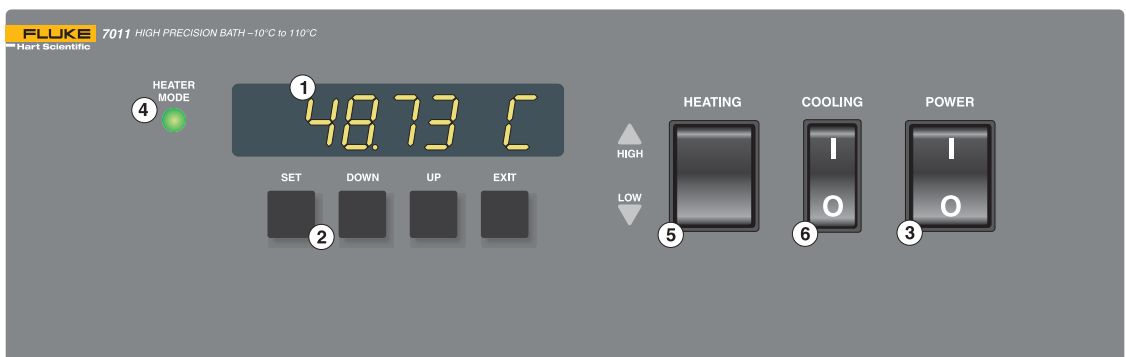 FLUKE
Hart Scientific
7011 HIGH PRECISION BATH –10°C to 110°C
HEATER
MODE
4
1
48.73 C
SET DOWN UP EXIT
2
HEATING COOLING POWER
HIGH
LOW
I I
O O
5 6 3